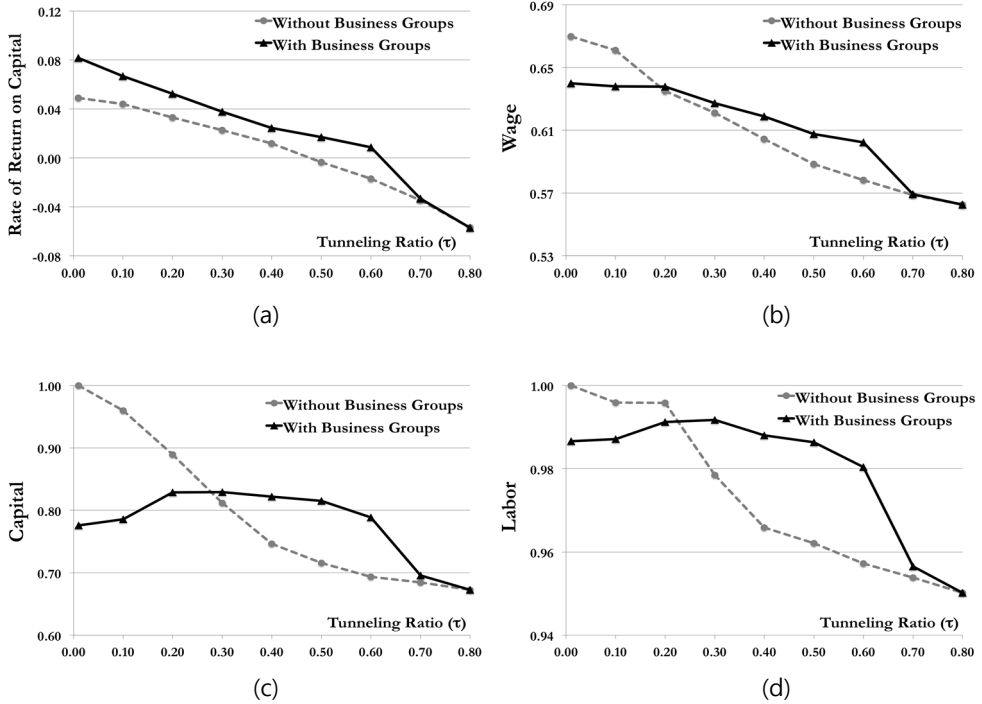 0.12
0.08
0.04
0.00
-0.04
-0.08
Rate of Return on Capital
Without Business Groups
With Business Groups
Tunneling Ratio (τ)
0.00 0.10 0.20 0.30 0.40 0.50 0.60 0.70 0.80
(a)
0.69
0.65
0.61
0.57
0.53
Wage
Without Business Groups
With Business Groups
Tunneling Ratio (τ)
0.00 0.10 0.20 0.30 0.40 0.50 0.60 0.70 0.80
(b)
1.00
0.90
0.80
0.70
0.60
Capital
Without Business Groups
With Business Groups
Tunneling Ratio (τ)
0.00 0.10 0.20 0.30 0.40 0.50 0.60 0.70 0.80
(c)
1.00
0.98
0.96
0.94
Labor
Without Business Groups
With Business Groups
Tunneling Ratio (τ)
0.00 0.10 0.20 0.30 0.40 0.50 0.60 0.70 0.80
(d)